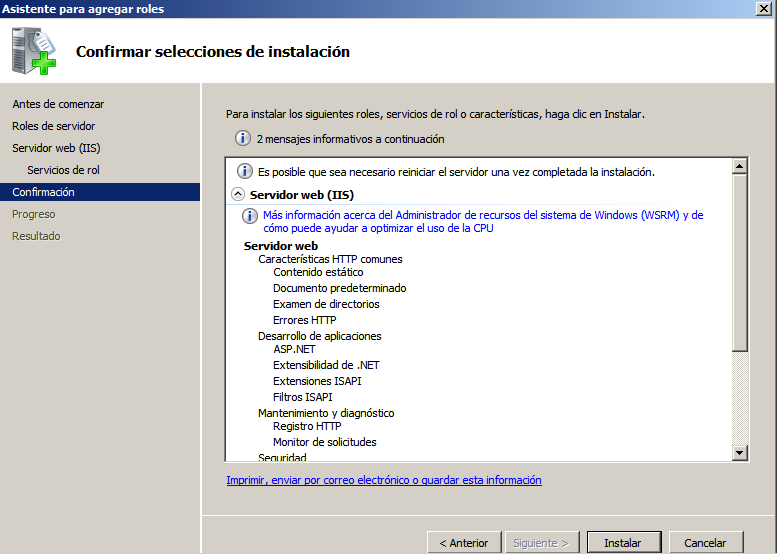 Asistente para agregar roles
Confirmar selecciones de instalación
Antes de comenzar
Roles de servidor
Servidor web (IIS)
Servicios de rol
Confirmación
Progreso
Resultado
Para instalar los siguientes roles, servicios de rol o características, haga clic en Instalar.
2 mensajes informativos a continuación
Es posible que sea necesario reiniciar el servidor una vez completada la instalación.
Servidor web (IIS)
Más información acerca del Administrador de recursos del sistema de Windows (WSRM) y de
cómo puede ayudar a optimizar el uso de la CPU
Servidor web
Características HTTP comunes
Contenido estático
Documento predeterminado
Examen de directorios
Errores HTTP
Desarrollo de aplicaciones
ASP.NET
Extensibilidad de .NET
Extensiones ISAPI
Filtros ISAPI
Mantenimiento y diagnóstico
Registro HTTP
Monitor de solicitudes
Seguridad
Imprimir, enviar por correo electrónico o guardar esta información
< Anterior
Siguiente >
Instalar
Cancelar